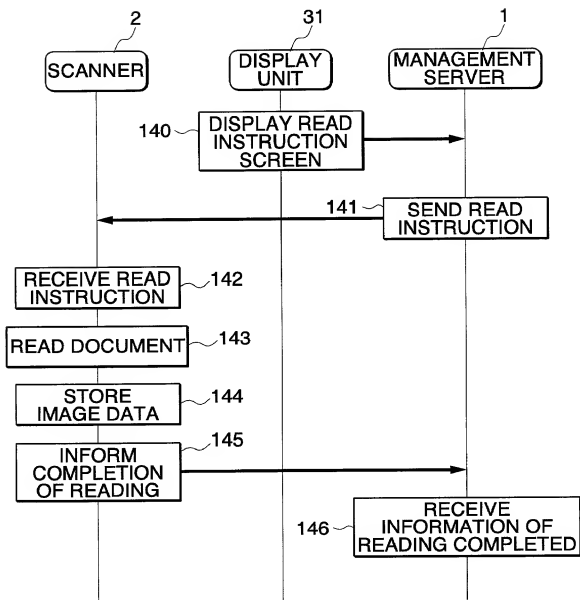 2
31
1
SCANNER
DISPLAY
UNIT
MANAGEMENT
SERVER
140
DISPLAY READ
INSTRUCTION
SCREEN
141
SEND READ
INSTRUCTION
RECEIVE READ
INSTRUCTION
142
READ DOCUMENT
143
STORE
IMAGE DATA
144
145
INFORM
COMPLETION
OF READING
146
RECEIVE
INFORMATION OF
READING COMPLETED